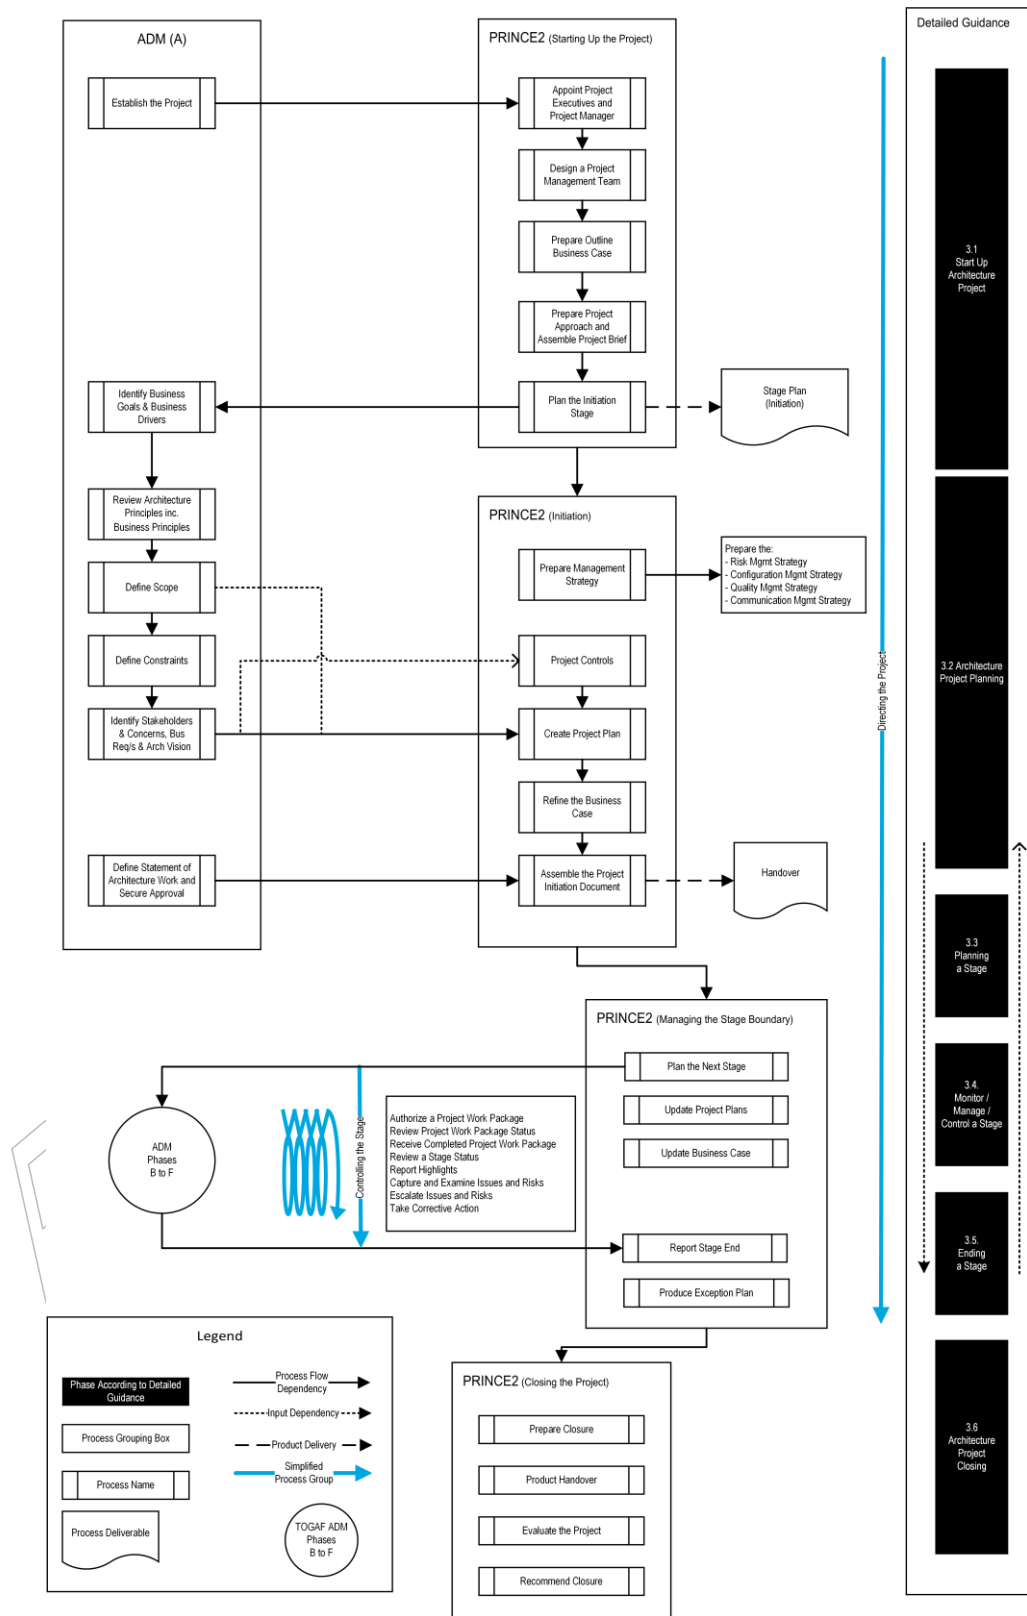 ADM (A)
Establish the Project
Identify Business
Goals & Business
Drivers
Review Architecture
Principles inc.
Business Principles
Define Scope
Define Constraints
Identify Stakeholders
& Concerns, Bus
Req/s & Arch Vision
Define Statement of
Architecture Work and
Secure Approval
PRINCE2 (Starting Up the Project)
Appoint Project
Executives and
Project Manager
Design a Project
Management Team
Prepare Outline
Business Case
Prepare Project
Approach and
Assemble Project Brief
Plan the Initiation
Stage
Stage Plan
(Initiation)
PRINCE2 (Initiation)
Prepare Management
Strategy
Prepare the:
- Risk Mgmt Strategy
- Configuration Mgmt Strategy
- Quality Mgmt Strategy
- Communication Mgmt Strategy
Project Controls
Create Project Plan
Refine the Business
Case
Assemble the Project
Initiation Document
Handover
PRINCE2 (Managing the Stage Boundary)
Plan the Next Stage
Update Project Plans
Update Business Case
Report Stage End
Produce Exception Plan
ADM
Phases
B to F
Controlling the Stage
Authorize a Project Work Package
Review Project Work Package Status
Receive Completed Project Work Package
Review a Stage Status
Report Highlights
Capture and Examine Issues and Risks
Escalate Issues and Risks
Take Corrective Action
PRINCE2 (Closing the Project)
Prepare Closure
Product Handover
Evaluate the Project
Recommend Closure
Directing the Project
Detailed Guidance
3.1
Start Up
Architecture
Project
3.2 Architecture
Project Planning
3.3
Planning
a Stage
3.4.
Monitor /
Manage /
Control a Stage
3.5.
Ending
a Stage
3.6
Architecture
Project
Closing
Legend
Phase According to Detailed
Guidance
Process Grouping Box
Process Name
Process Deliverable
Process Flow
Dependency
Input Dependency
Product Delivery
Simplified
Process Group
TOGAF ADM
Phases
B to F